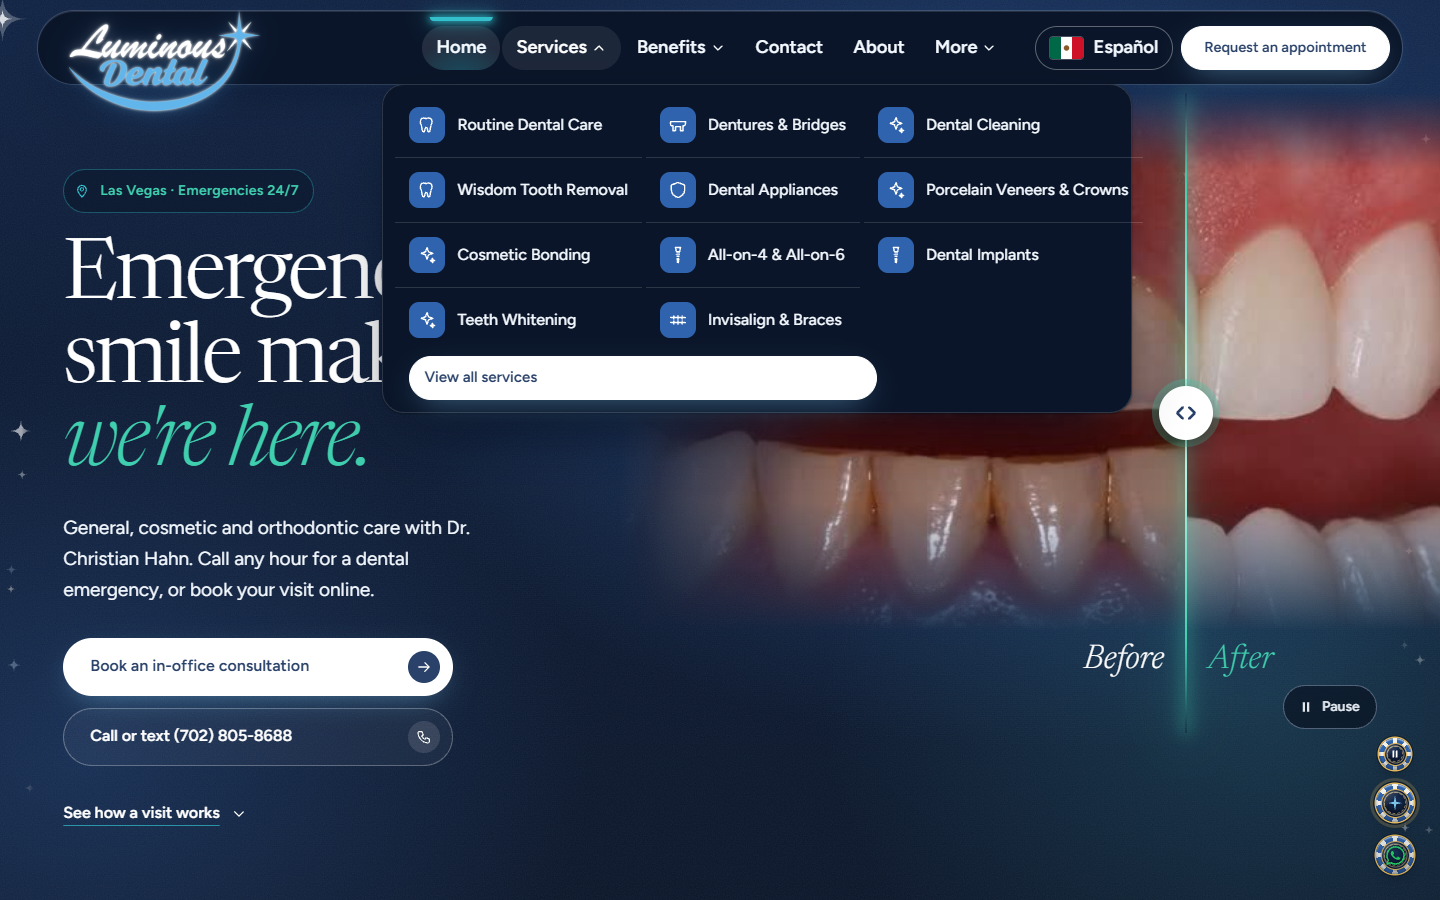 Luminous
Dental
Home
Services
Benefits
Contact
About
More
Español
Request an appointment
Routine Dental Care
Dentures & Bridges
Dental Cleaning
Wisdom Tooth Removal
Dental Appliances
Porcelain Veneers & Crowns
Cosmetic Bonding
All-on-4 & All-on-6
Dental Implants
Teeth Whitening
Invisalign & Braces
View all services
Las Vegas · Emergencies 24/7
smile
we're here.
General, cosmetic and orthodontic care with Dr.
Christian Hahn. Call any hour for a dental
emergency, or book your visit online.
Book an in-office consultation
Call or text (702) 805-8688
See how a visit works
Before
After
Pause